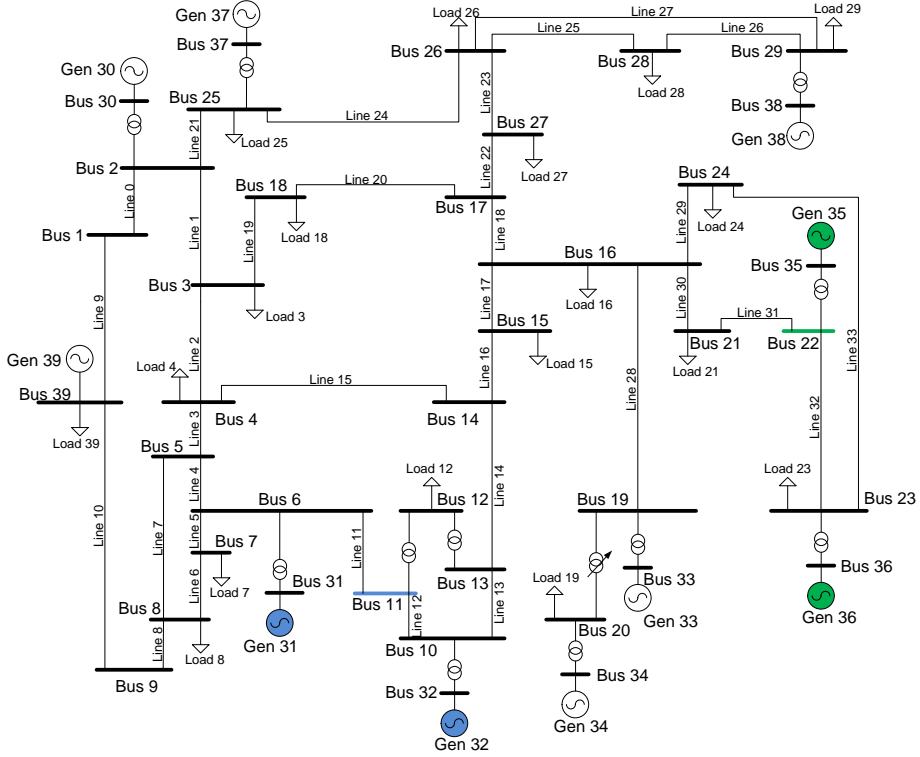 Gen 37
Bus 37
Load 26
Bus 26
Line 27
Line 25
Line 26
Load 29
Bus 29
Bus 28
Load 28
Bus 38
Gen 38
Gen 30
Bus 30
Bus 25
Line 24
Load 25
Line 21
Line 23
Bus 27
Load 27
Line 22
Bus 2
Line 0
Bus 1
Line 1
Bus 18
Line 20
Load 18
Line 19
Bus 17
Line 18
Bus 24
Load 24
Line 29
Gen 35
Bus 35
Bus 3
Load 3
Line 9
Bus 16
Load 16
Line 17
Line 30
Line 31
Line 33
Bus 15
Load 15
Bus 21
Load 21
Bus 22
Gen 39
Bus 39
Load 39
Line 2
Load 4
Line 15
Line 16
Line 28
Line 32
Bus 4
Bus 14
Line 3
Bus 5
Line 4
Load 12
Bus 12
Line 14
Load 23
Bus 23
Bus 6
Bus 19
Line 10
Line 7
Line 5
Line 11
Bus 7
Load 7
Line 6
Bus 31
Gen 31
Bus 11
Line 12
Bus 13
Line 13
Load 19
Bus 33
Gen 33
Bus 36
Gen 36
Bus 8
Line 8
Load 8
Bus 9
Bus 10
Bus 20
Bus 32
Gen 32
Bus 34
Gen 34